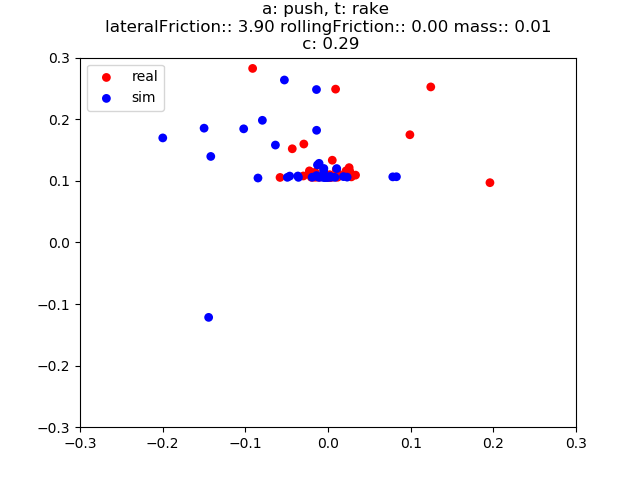 a: push, t: rake
lateralFriction:: 3.90 rollingFriction:: 0.00 mass:: 0.01
c: 0.29
real
sim
0.3
0.2
0.1
0.0
−0.1
−0.2
−0.3
−0.3 −0.2 −0.1 0.0 0.1 0.2 0.3